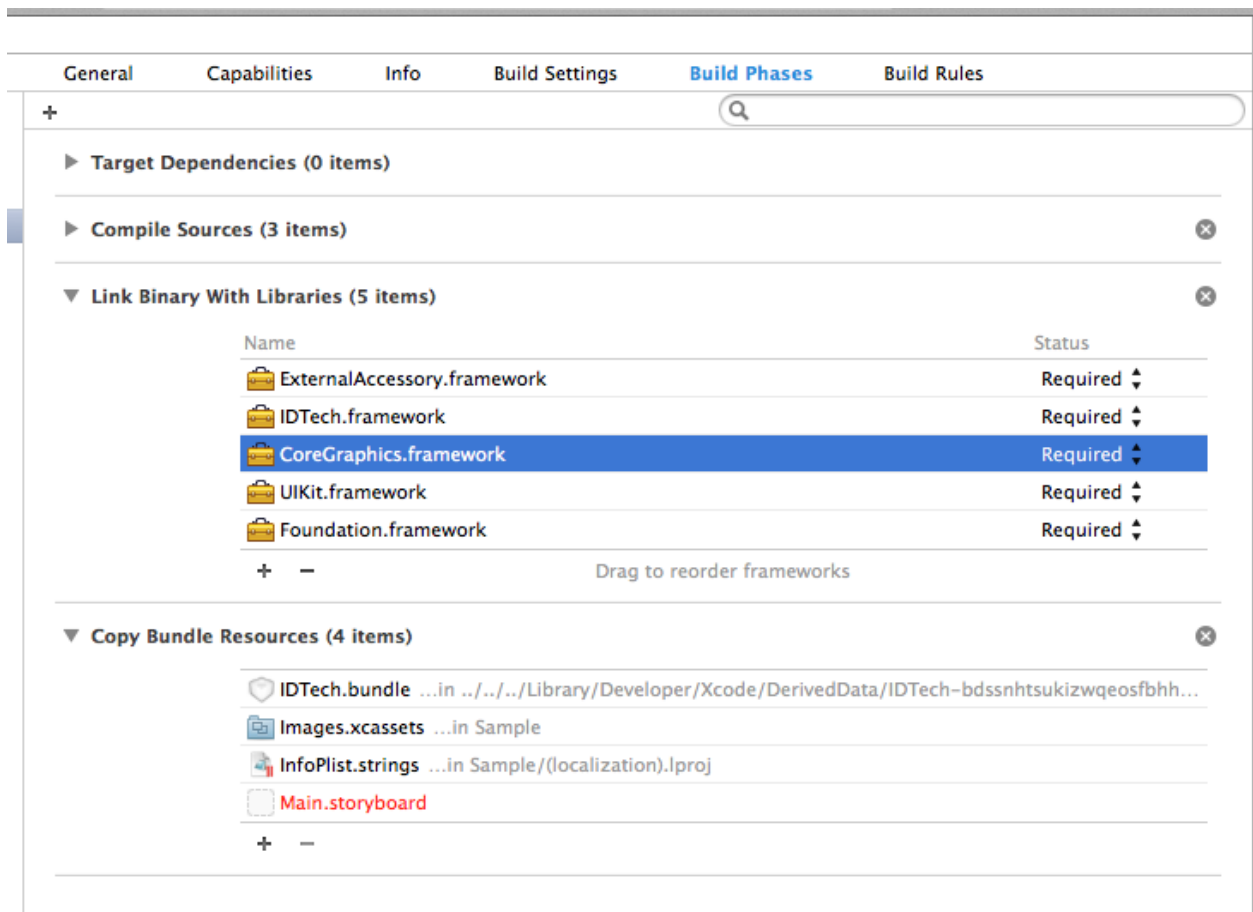 General Capabilities Info Build Settings Build Phases Build Rules
Target Dependencies (0 items)
Compile Sources (3 items)
Link Binary With Libraries (5 items)
Name Status
ExternalAccessory.framework Required
IDTech.framework Required
CoreGraphics.framework Required
UIKit.framework Required
Foundation.framework Required
Drag to reorder frameworks
Copy Bundle Resources (4 items)
IDTech.bundle ...in ../../../Library/Developer/Xcode/DerivedData/IDTech-bdssnhtsukizwqeosfbhh...
Images.xcassets ...in Sample
InfoPlist.strings ...in Sample/(localization).lproj
Main.storyboard